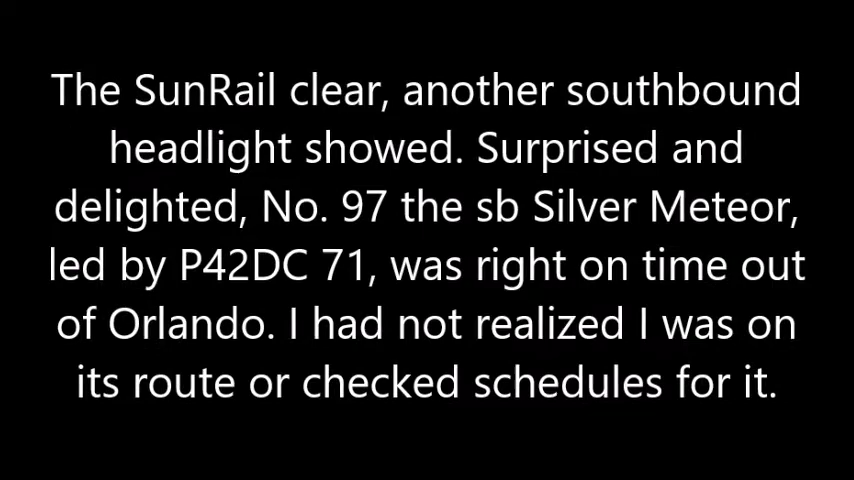 The SunRail clear, another southbound
headlight showed. Surprised and
delighted, No. 97 the sb Silver Meteor,
led by P42DC 71, was right on time out
of Orlando. I had not realized I was on
its route or checked schedules for it.